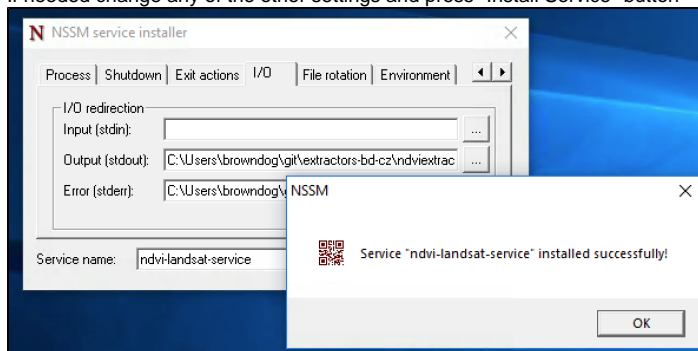 If needed change any of the other settings and press "Install Service" button
N NSSM service installer
Process Shutdown Exit actions I/O File rotation Environment
I/O redirection
Input (stdin):
...
Output (stdout): C:\Users\browndog\git\extractors-bd-cz\ndviextrac ...
Error (stderr): C:\Users\browndog\
Service name: ndvi-landsat-service
NSSM
Service "ndvi-landsat-service" installed successfully!
OK